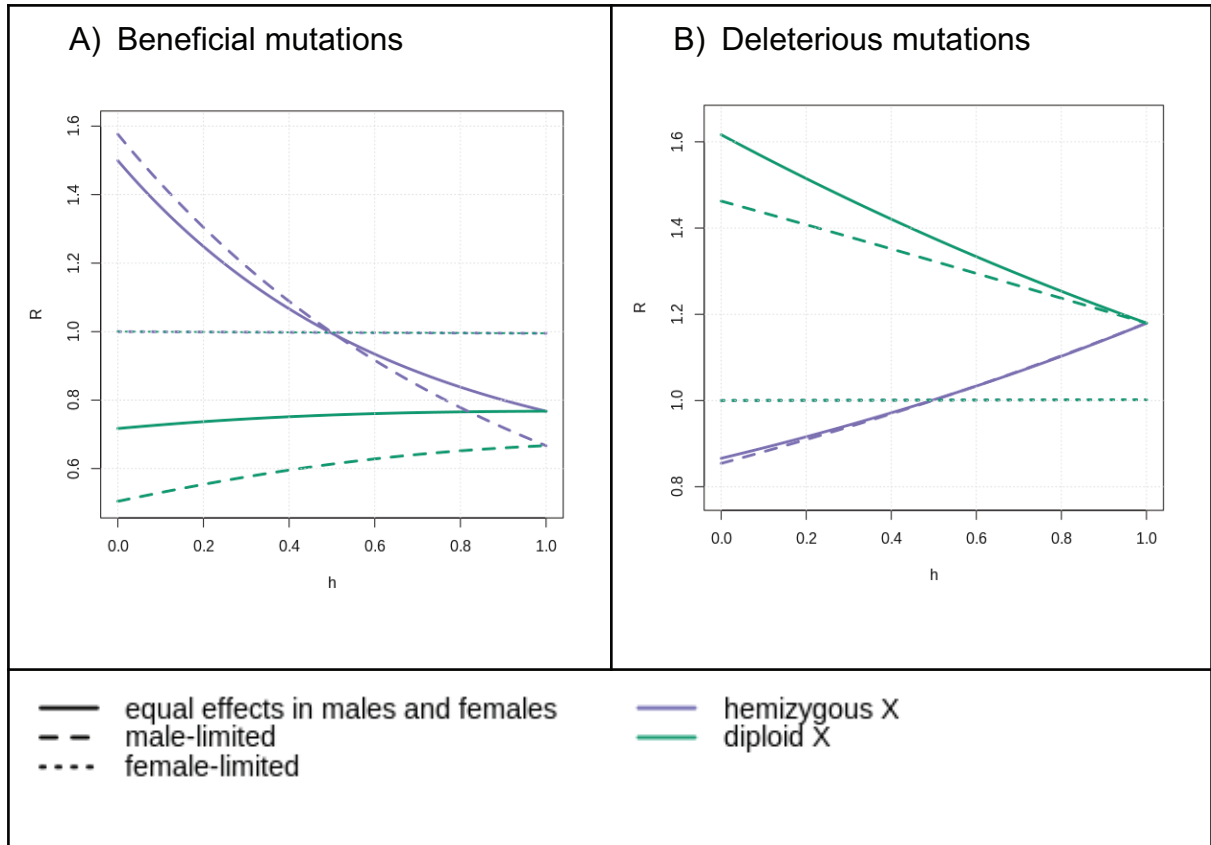 A) Beneficial mutations
R
1.6
1.4
1.2
1.0
0.8
0.6
0.0 0.2 0.4 0.6 0.8 1.0
h
B) Deleterious mutations
R
1.6
1.4
1.2
1.0
0.8
0.0 0.2 0.4 0.6 0.8 1.0
h
equal effects in males and females
male-limited
female-limited
hemizygous X
diploid X